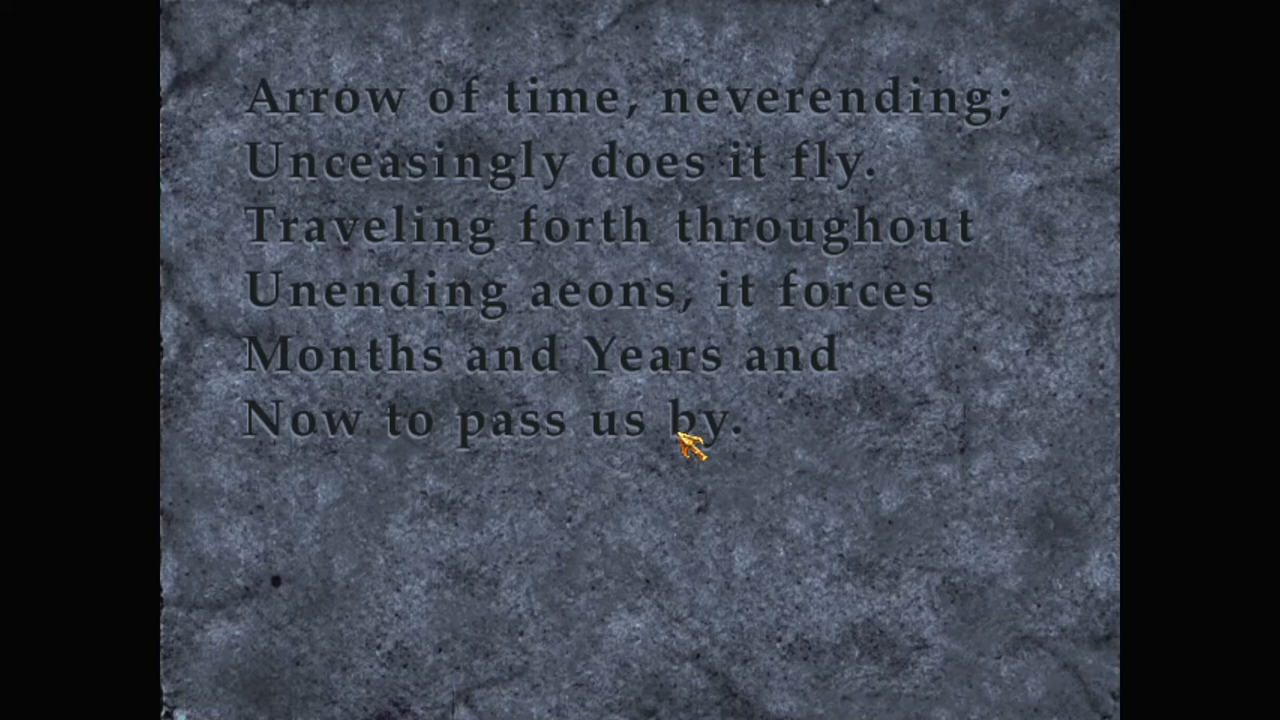 Arrow of time, neverending;
Unceasingly does it fly.
Traveling forth throughout
Unending aeons, it forces
Months and Years and
Now to pass us by.